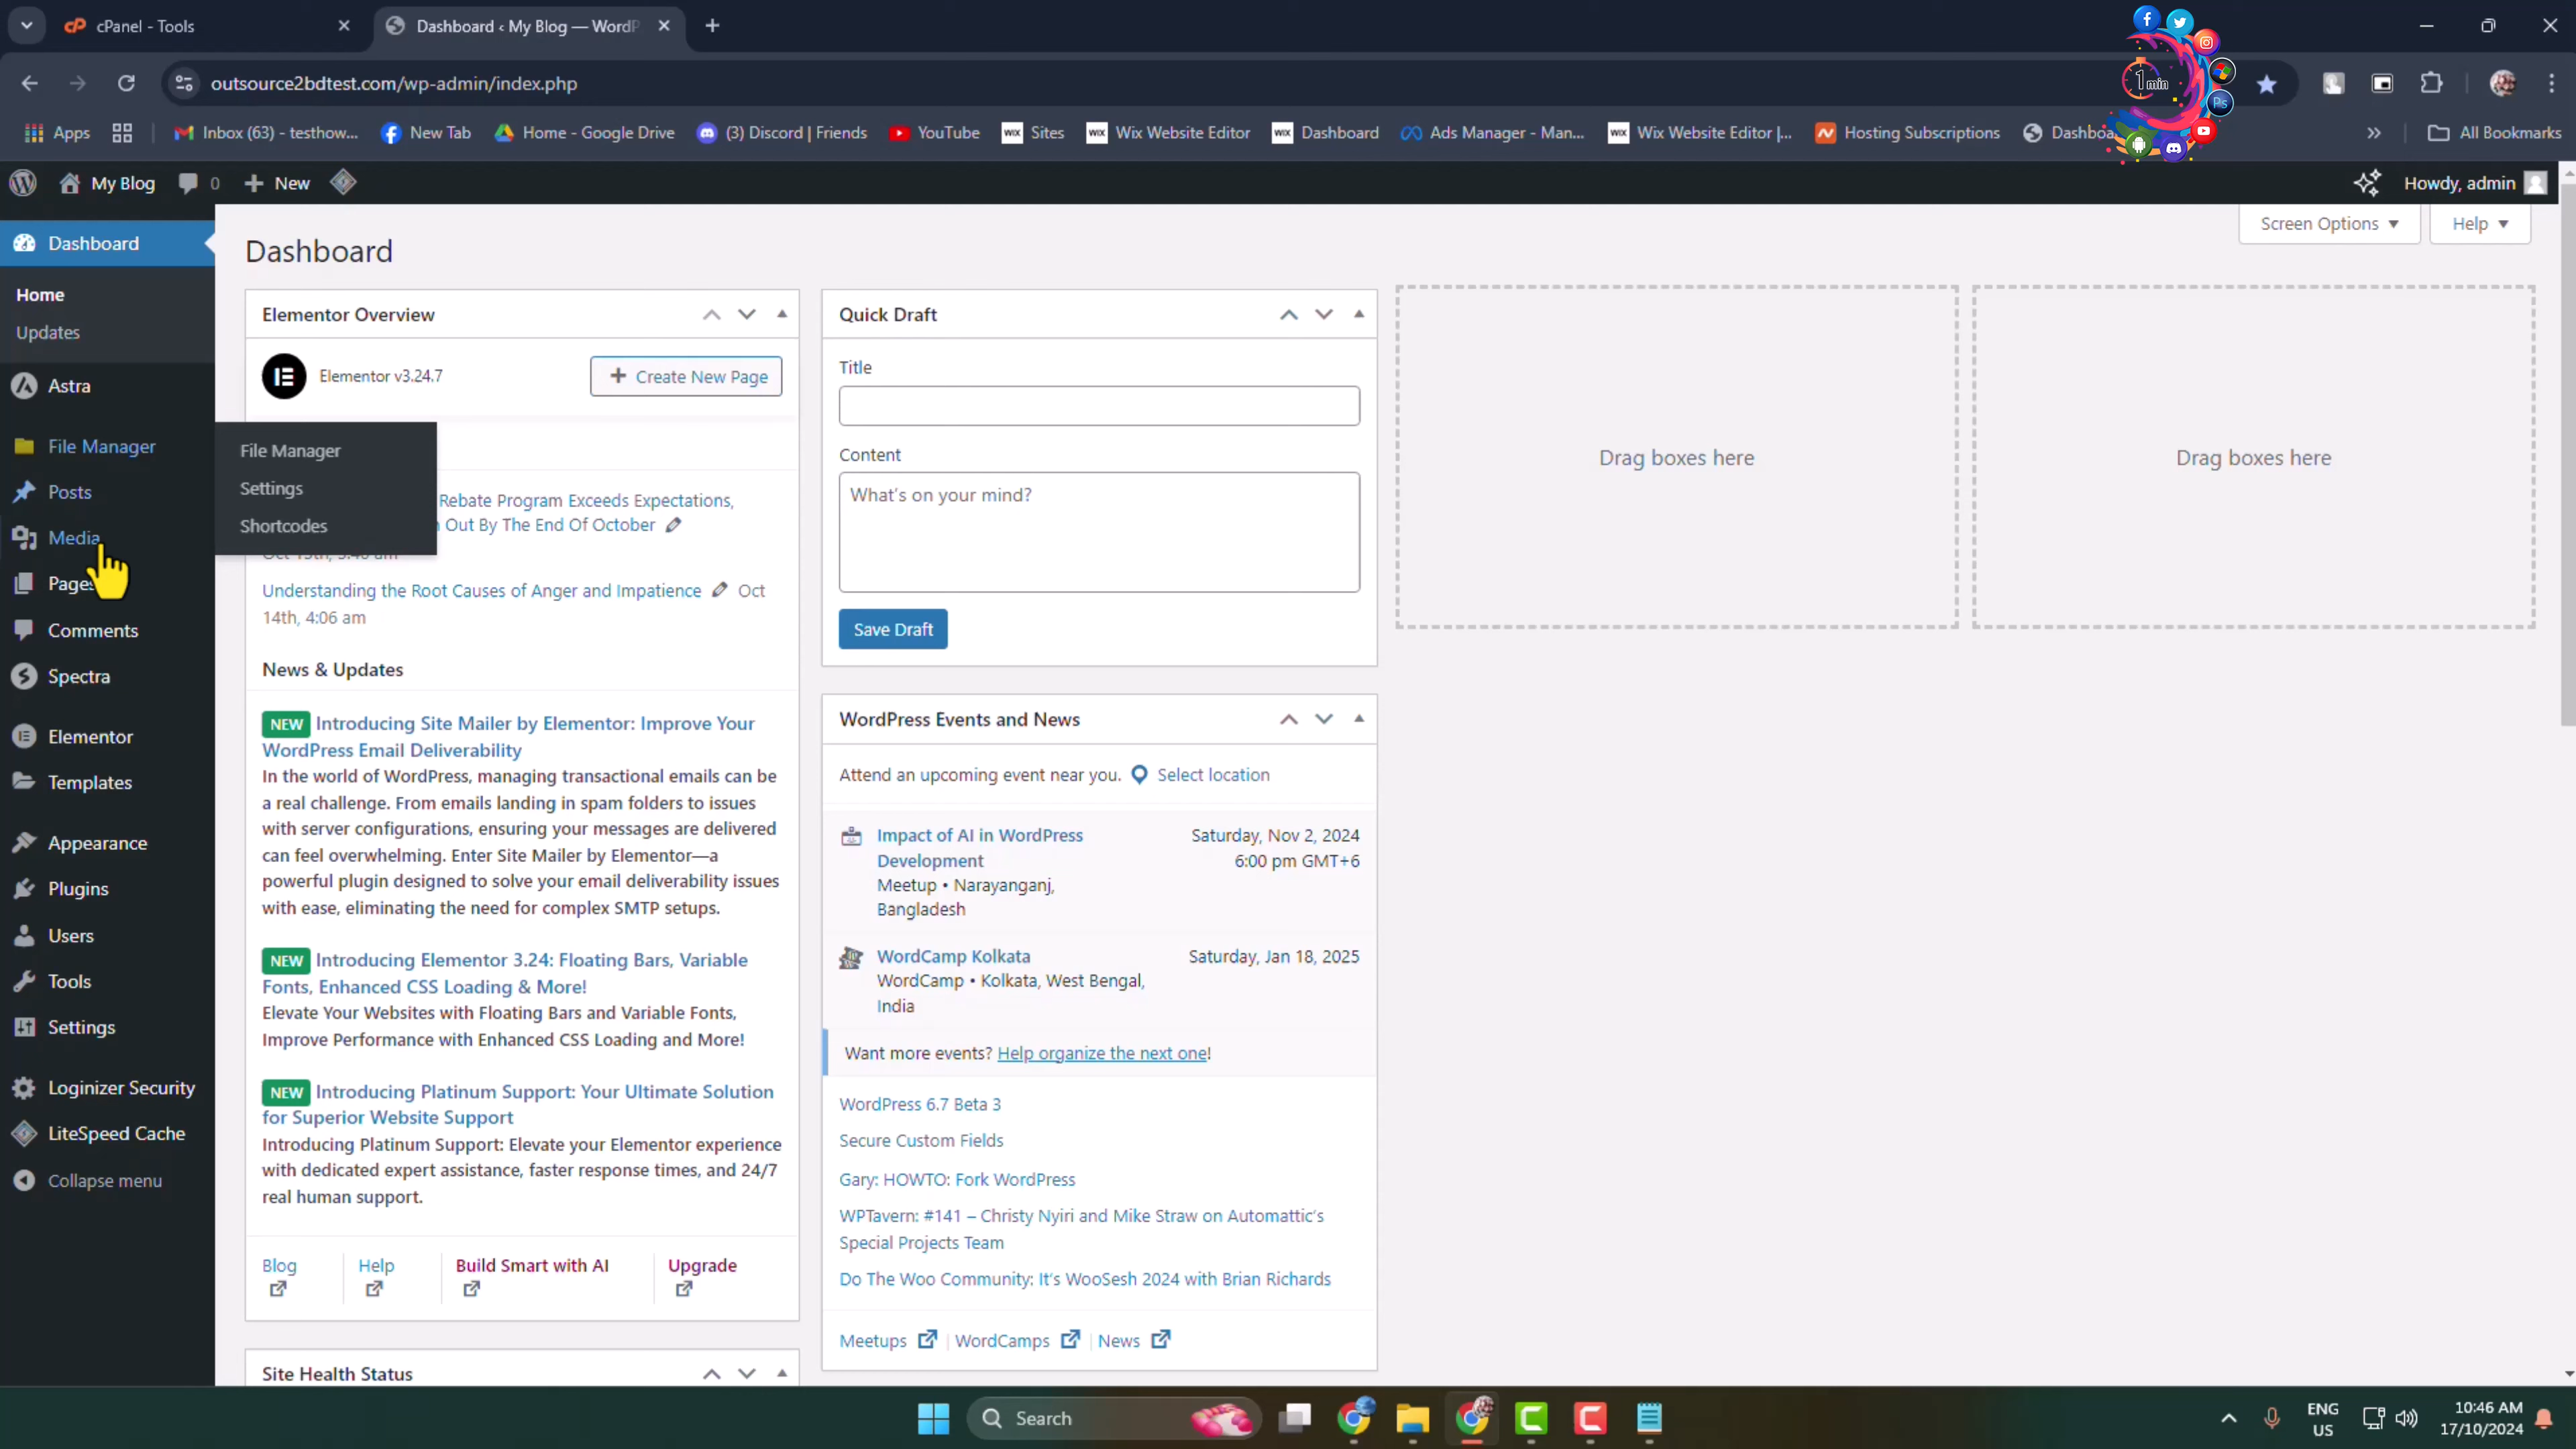 cPanel - Tools
Dashboard ‹ My Blog — WordP
outsource2bdtest.com/wp-admin/index.php
1 min
Ps
Apps
Inbox (63) - testhow...
New Tab
Home - Google Drive
(3) Discord | Friends
YouTube
WIX Sites
WIX Wix Website Editor
WIX Dashboard
Ads Manager - Man...
WIX Wix Website Editor |...
Hosting Subscriptions
All Bookmarks
My Blog
0
New
Howdy, admin
Screen Options
Help
Dashboard
Home
Updates
Astra
File Manager
Posts
Media
Pages
Comments
Spectra
Elementor
Templates
Appearance
Plugins
Users
Tools
Settings
Loginizer Security
LiteSpeed Cache
Collapse menu
File Manager
Settings
Shortcodes
Dashboard
Elementor Overview
Elementor v3.24.7
Create New Page
Rebate Program Exceeds Expectations,
Out By The End Of October
Understanding the Root Causes of Anger and Impatience Oct
14th, 4:06 am
News & Updates
NEW Introducing Site Mailer by Elementor: Improve Your
WordPress Email Deliverability
In the world of WordPress, managing transactional emails can be
a real challenge. From emails landing in spam folders to issues
with server configurations, ensuring your messages are delivered
can feel overwhelming. Enter Site Mailer by Elementor—a
powerful plugin designed to solve your email deliverability issues
with ease, eliminating the need for complex SMTP setups.
NEW Introducing Elementor 3.24: Floating Bars, Variable
Fonts, Enhanced CSS Loading & More!
Elevate Your Websites with Floating Bars and Variable Fonts,
Improve Performance with Enhanced CSS Loading and More!
NEW Introducing Platinum Support: Your Ultimate Solution
for Superior Website Support
Introducing Platinum Support: Elevate your Elementor experience
with dedicated expert assistance, faster response times, and 24/7
real human support.
Blog
Help
Build Smart with AI
Upgrade
Site Health Status
Quick Draft
Title
Content
What's on your mind?
Save Draft
WordPress Events and News
Attend an upcoming event near you. Select location
Impact of AI in WordPress
Development
Meetup • Narayanganj,
Bangladesh
Saturday, Nov 2, 2024
6:00 pm GMT+6
WordCamp Kolkata
WordCamp • Kolkata, West Bengal,
India
Saturday, Jan 18, 2025
Want more events? Help organize the next one!
WordPress 6.7 Beta 3
Secure Custom Fields
Gary: HOWTO: Fork WordPress
WPTavern: #141 – Christy Nyiri and Mike Straw on Automattic's
Special Projects Team
Do The Woo Community: It's WooSesh 2024 with Brian Richards
Meetups | WordCamps | News
Drag boxes here
Drag boxes here
Search
ENG
US
10:46 AM
17/10/2024